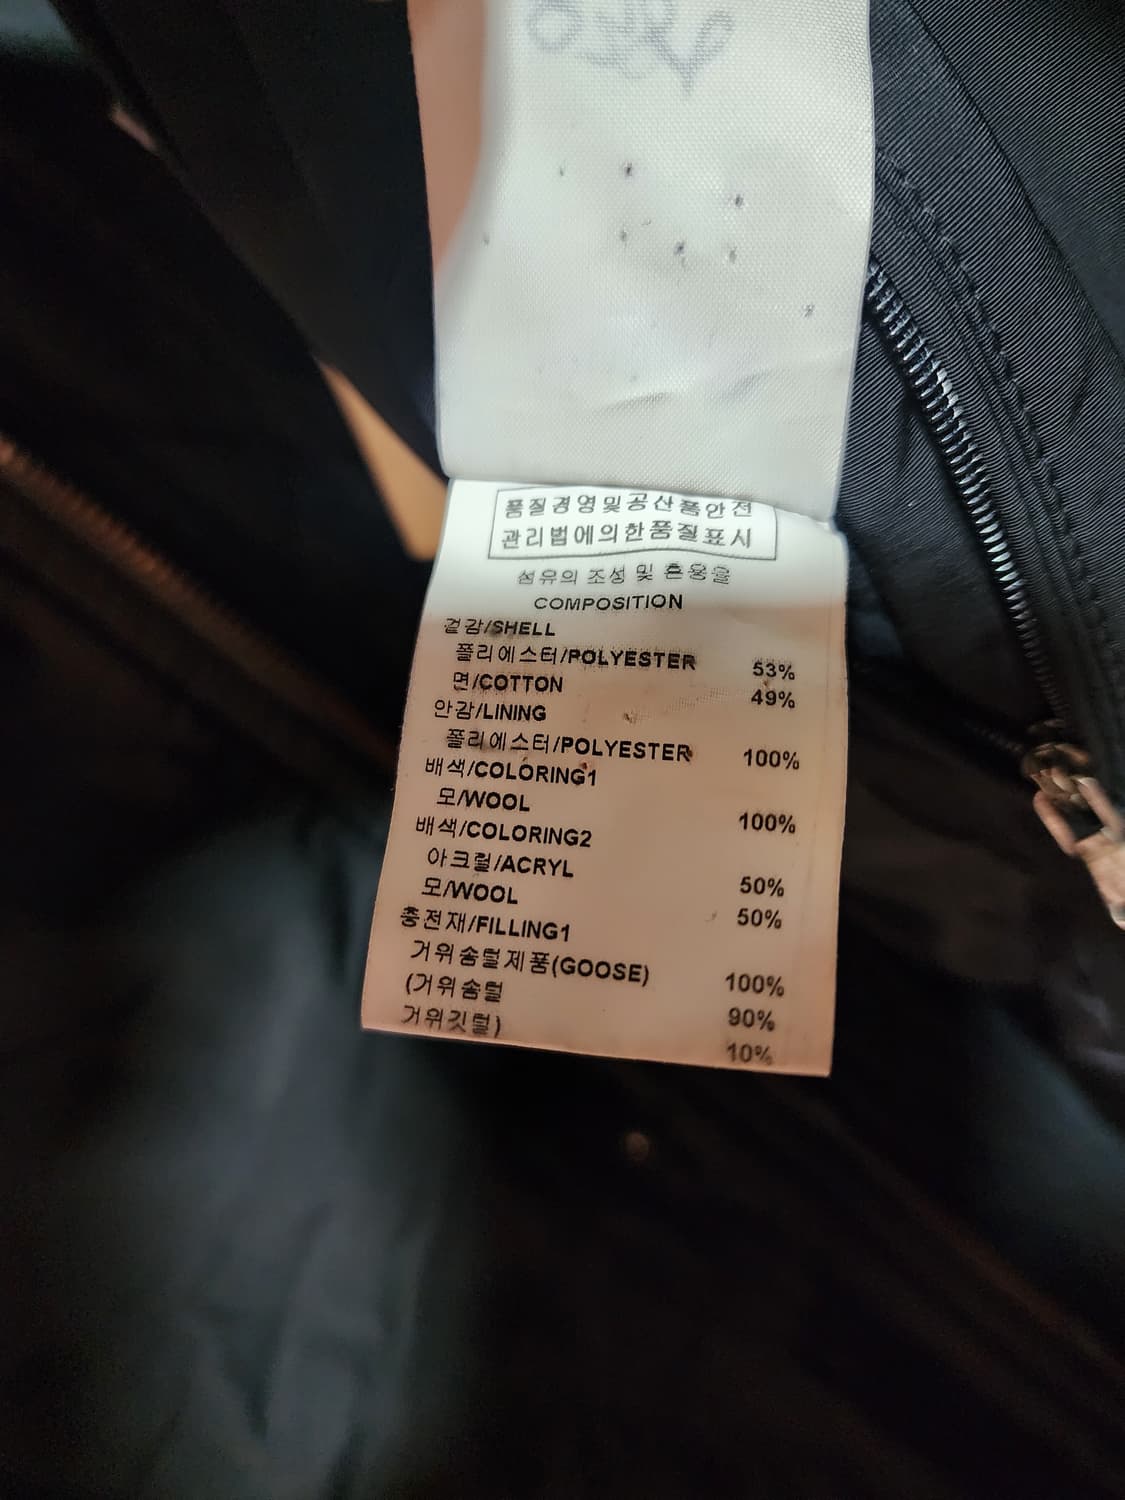 품질경영및공산품안전
관리법에의한품질표시
섬유의 조성 및 혼용율
COMPOSITION
겉감/SHELL
폴리에스터/POLYESTER 53%
면/COTTON 49%
안감/LINING
폴리에스터/POLYESTER 100%
배색/COLORING1
모/WOOL 100%
배색/COLORING2
아크릴/ACRYL 50%
모/WOOL 50%
충전재/FILLING1
거위솜털제품(GOOSE) 100%
(거위솜털 90%
거위깃털) 10%